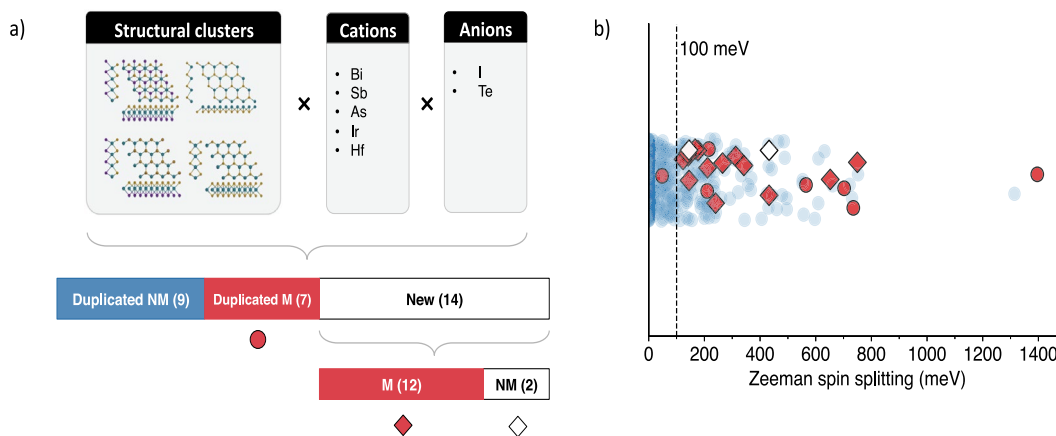 a)
Structural clusters
Cations
Anions
• Bi
• Sb
• As
• Ir
• Hf
×
×
• I
• Te
Duplicated NM (9)
Duplicated M (7)
New (14)
M (12)
NM (2)
b)
100 meV
0 200 400 600 800 1000 1200 1400
Zeeman spin splitting (meV)